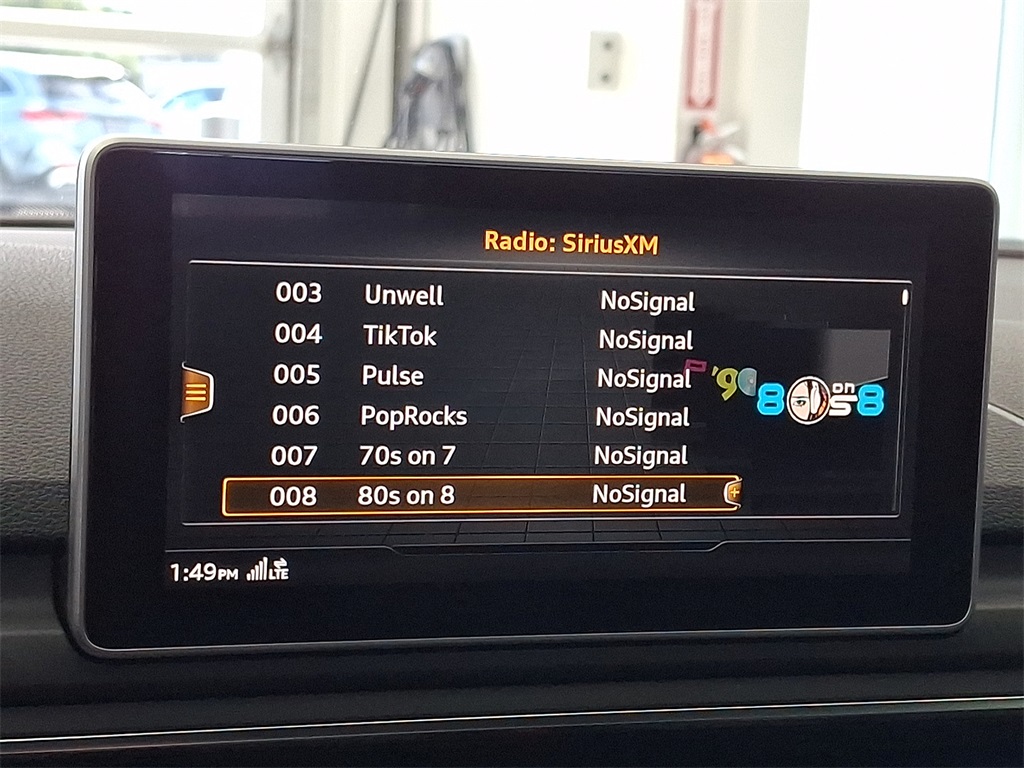 Radio: SiriusXM
003 Unwell NoSignal
004 TikTok NoSignal
005 Pulse NoSignal
006 PopRocks NoSignal
007 70s on 7 NoSignal
008 80s on 8 NoSignal
'9
80s on 8
1:49PM LTE